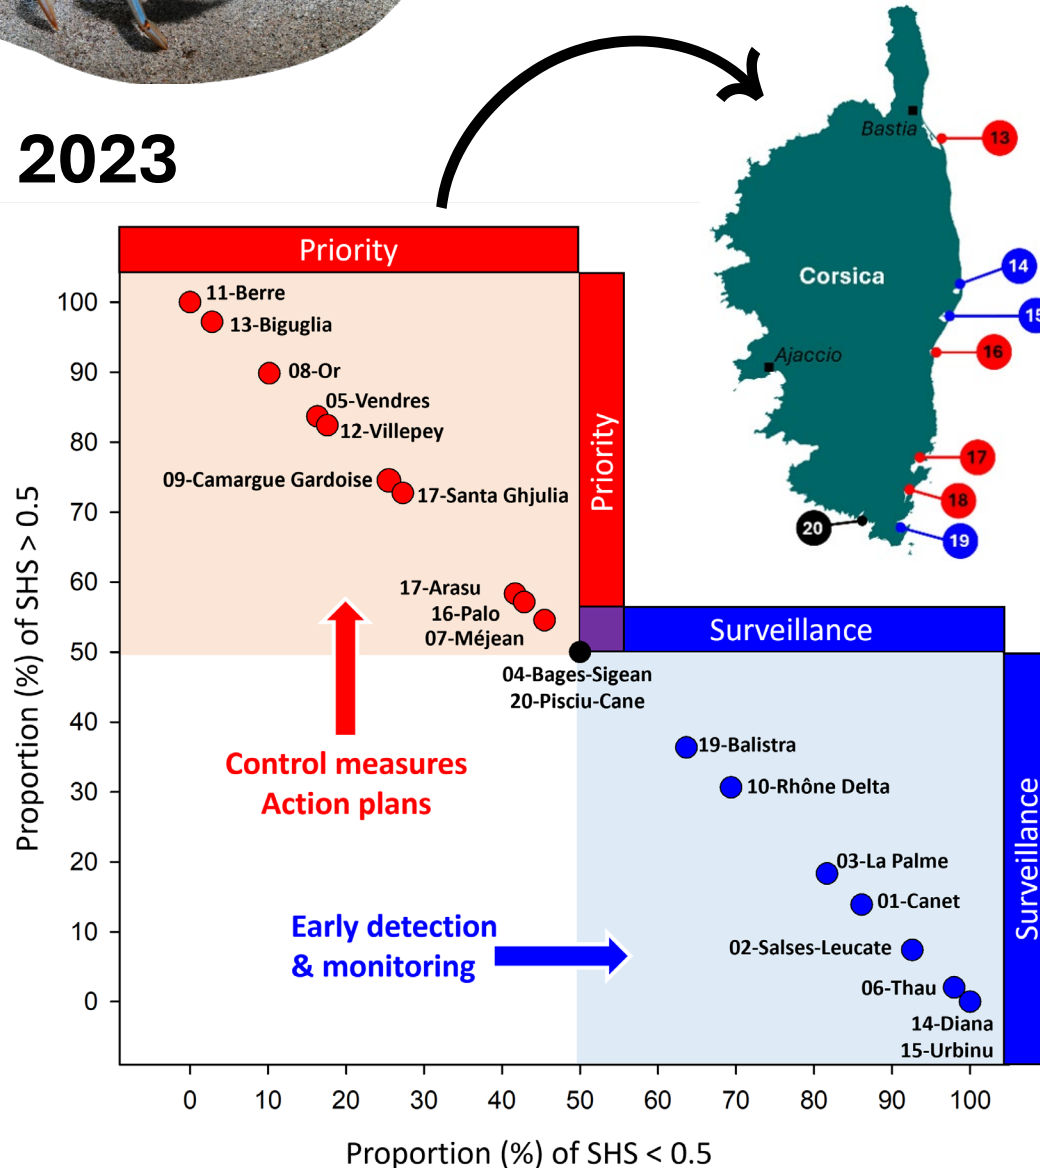 2023
Bastia
13
14
15
Corsica
16
Ajaccio
17
18
20
19
Priority
Priority
Surveillance
Surveillance
Proportion (%) of SHS > 0.5
100
90
80
70
60
50
40
30
20
10
0
11-Berre
13-Biguglia
08-Or
05-Vendres
12-Villepey
09-Camargue Gardoise
17-Santa Ghjulia
17-Arasu
16-Palo
07-Méjean
04-Bages-Sigean
20-Pisciu-Cane
19-Balistra
10-Rhône Delta
03-La Palme
01-Canet
02-Salses-Leucate
06-Thau
14-Diana
15-Urbinu
Control measures
Action plans
Early detection
& monitoring
0 10 20 30 40 50 60 70 80 90 100
Proportion (%) of SHS < 0.5